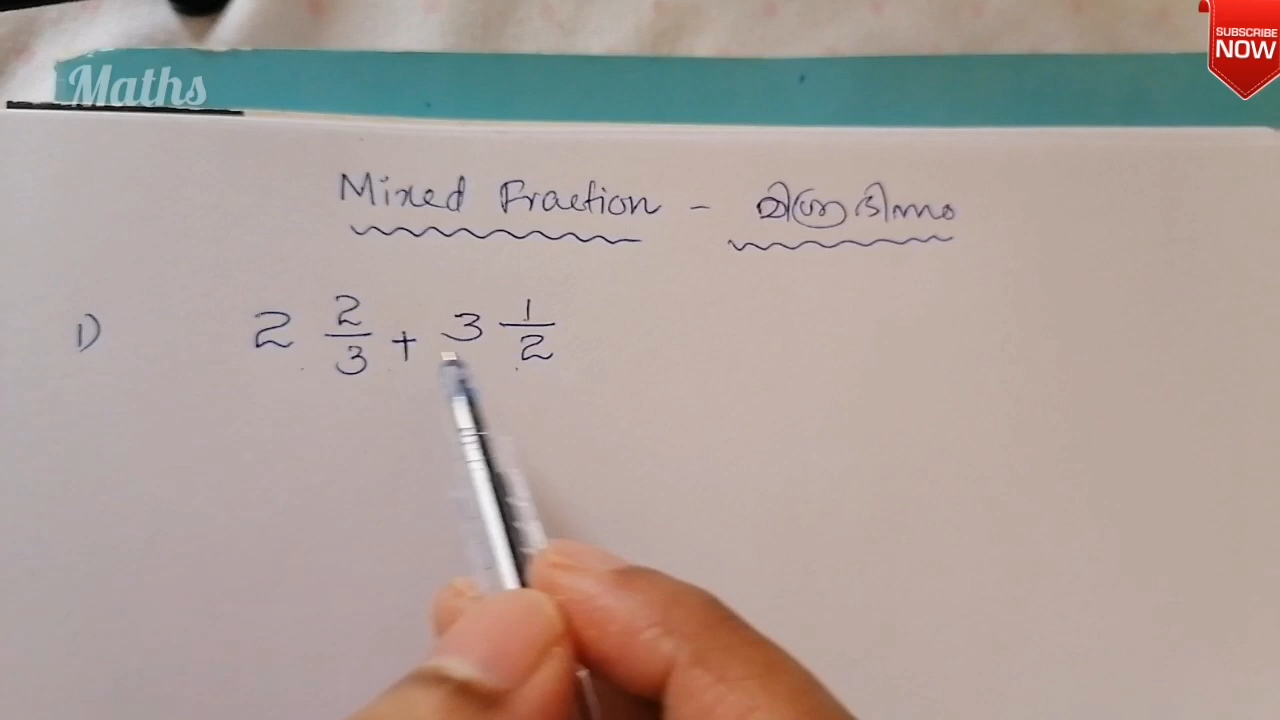 SUBSCRIBE
NOW
Maths
Mixed Fraction - മിശ്രഭിന്നം
1) 2 2/3 + 3 1/2